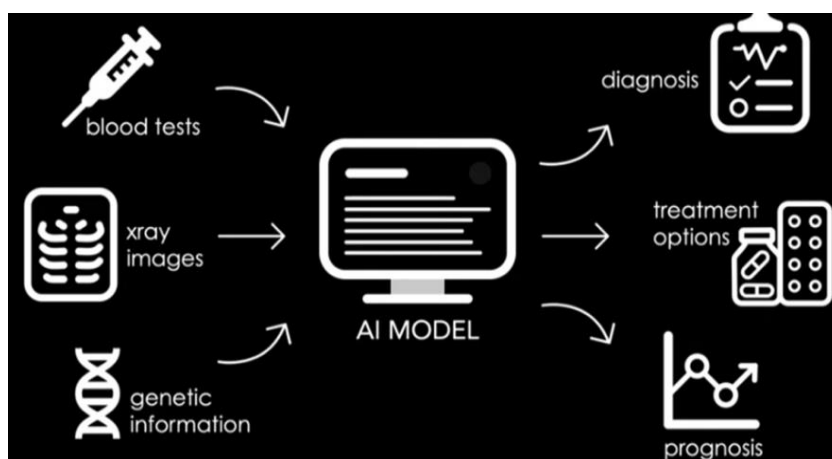 blood tests
xray
images
genetic
information
AI MODEL
diagnosis
treatment
options
prognosis